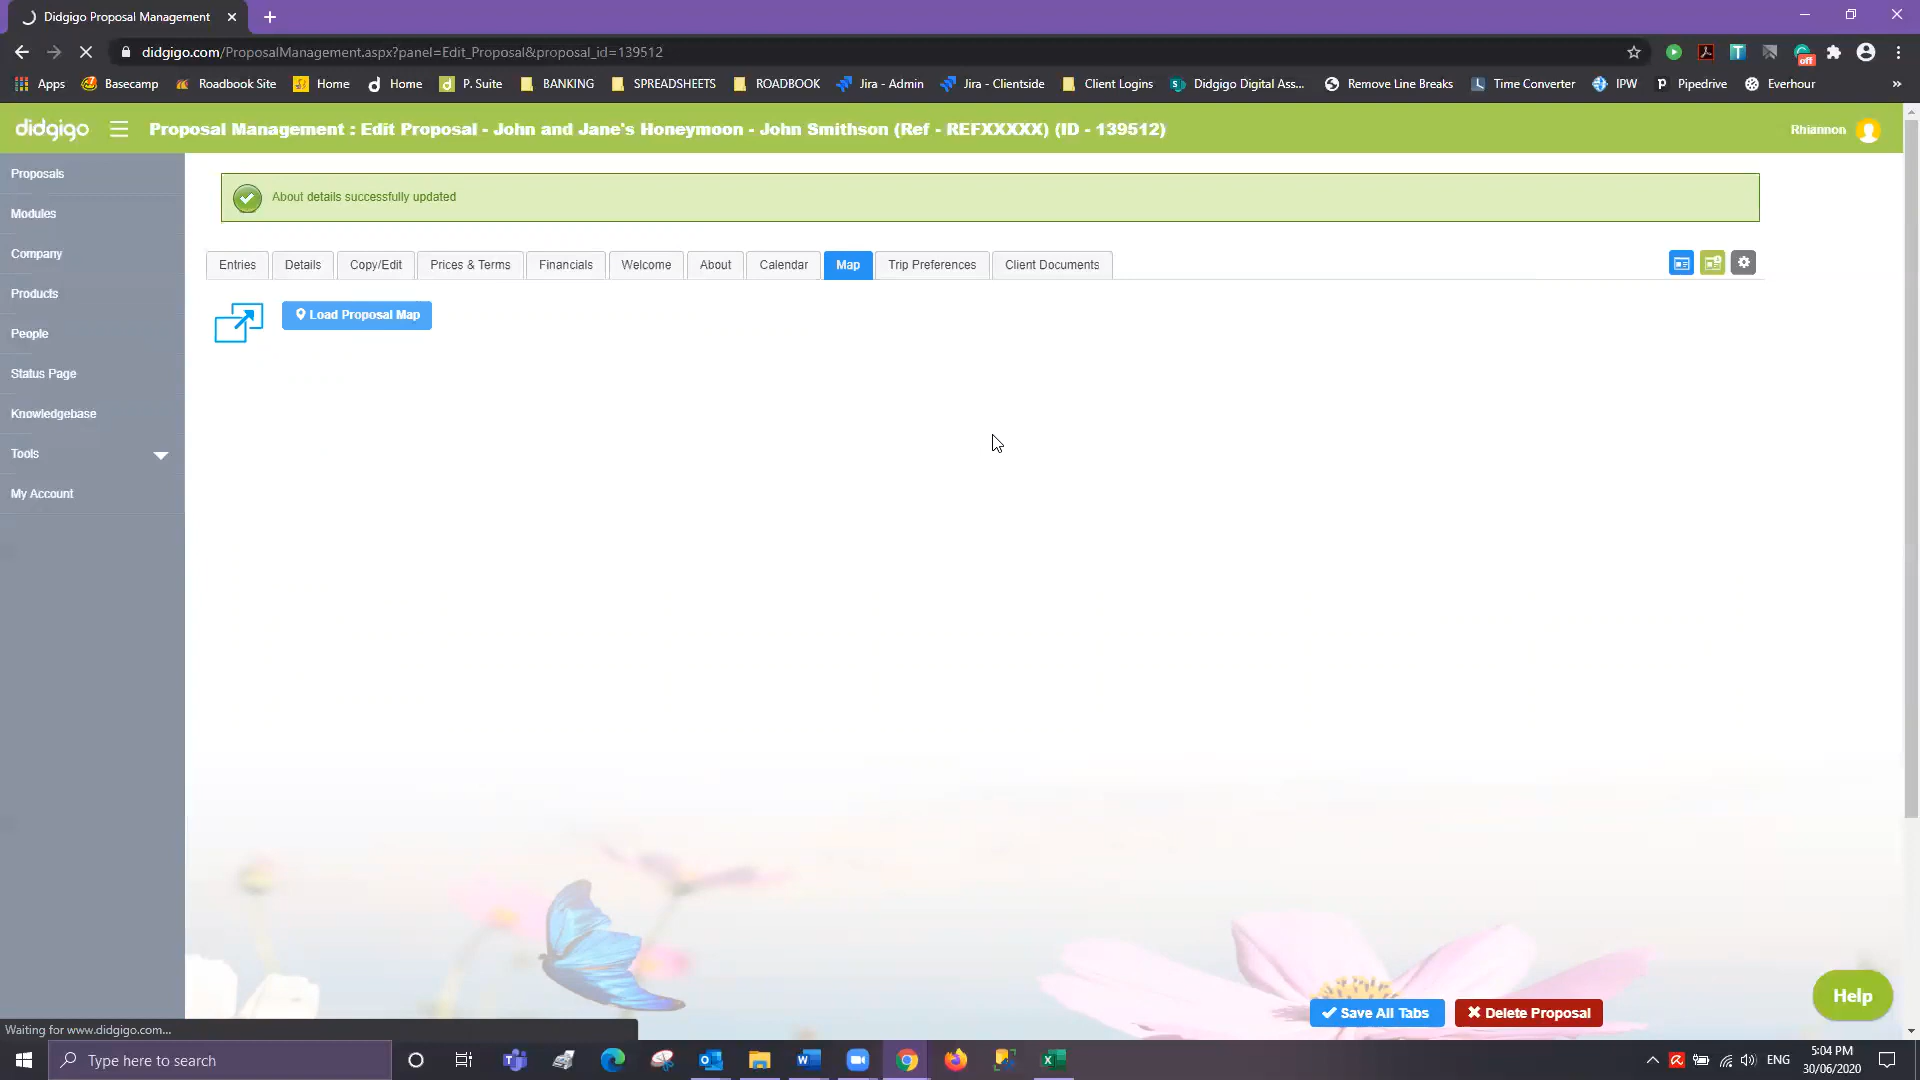 Didgigo Proposal Management
didgigo.com/ProposalManagement.aspx?panel=Edit_Proposal&proposal_id=139512
off
Apps Basecamp Roadbook Site Home Home P. Suite BANKING SPREADSHEETS ROADBOOK Jira - Admin Jira - Clientside Client Logins Didgigo Digital Ass... Remove Line Breaks Time Converter IPW Pipedrive Everhour »
didgigo Proposal Management : Edit Proposal - John and Jane's Honeymoon - John Smithson (Ref - REFXXXXX) (ID - 139512) Rhiannon
Proposals
Modules
Company
Products
People
Status Page
Knowledgebase
Tools
My Account
About details successfully updated
Entries Details Copy/Edit Prices & Terms Financials Welcome About Calendar Map Trip Preferences Client Documents
Load Proposal Map
Help
Save All Tabs Delete Proposal
Waiting for www.didgigo.com...
Type here to search
ENG
5:04 PM
30/06/2020